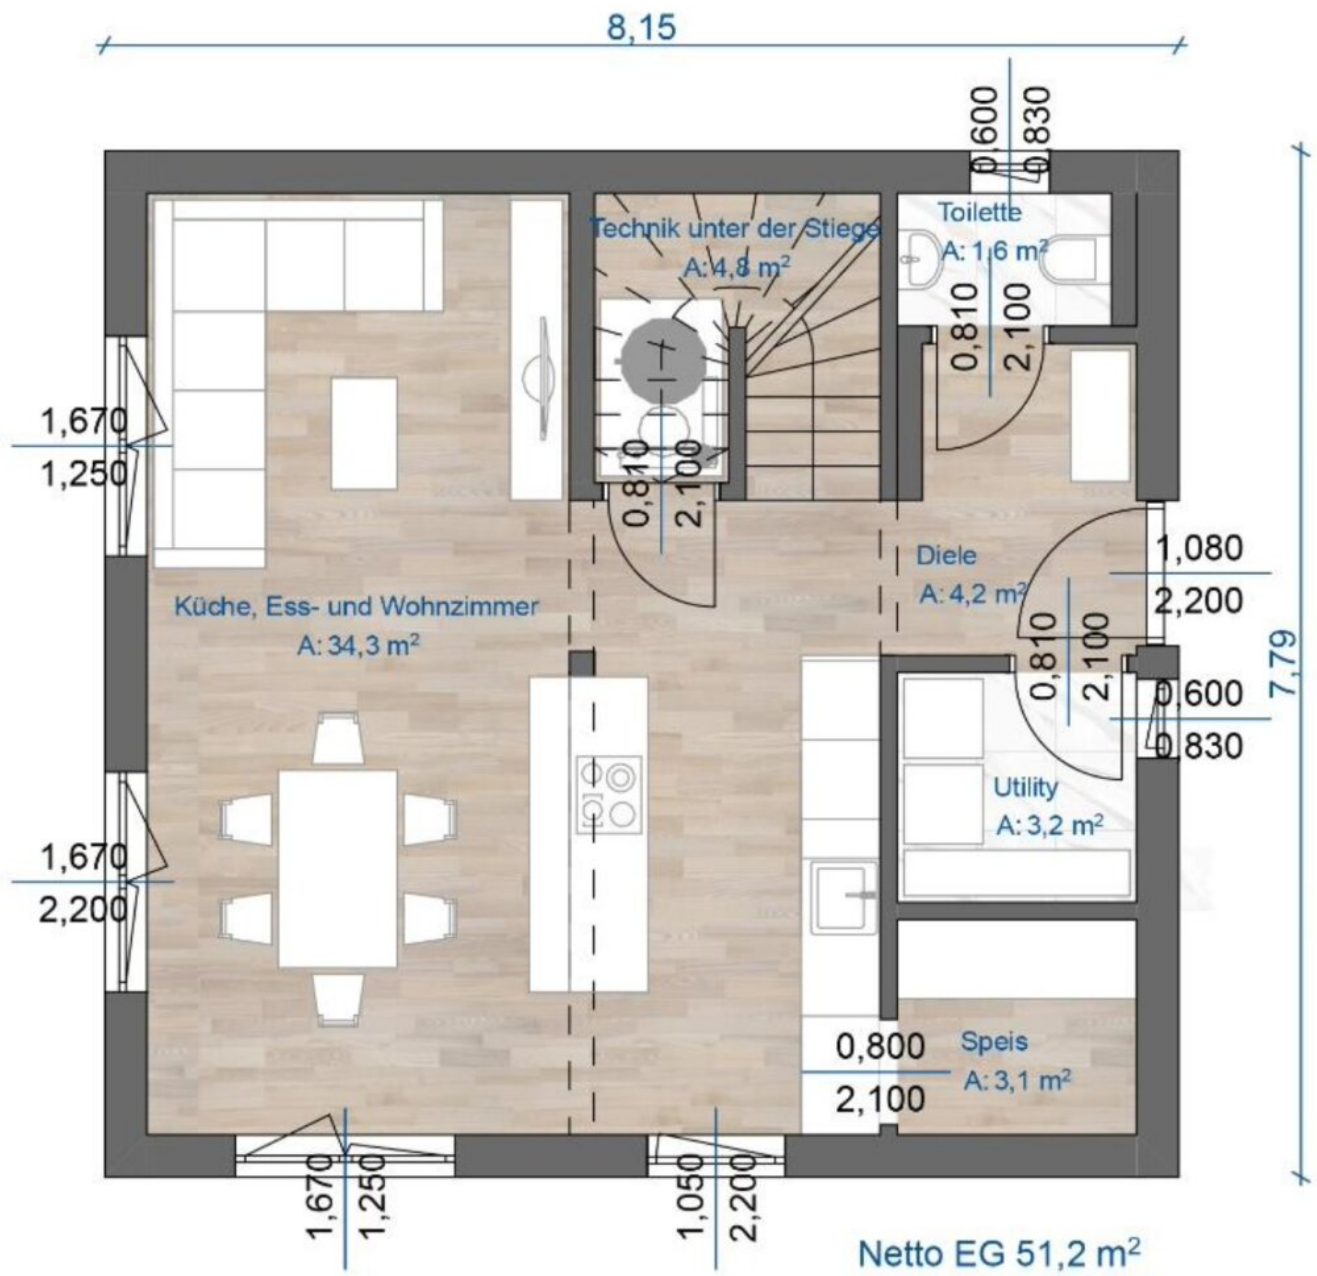 8,15
0,600
0,830
Toilette
A: 1,6 m²
Technik unter der Stiege
A: 4,8 m²
0,810
2,100
1,670
1,250
0,810
2,100
Diele
A: 4,2 m²
1,080
2,200
Küche, Ess- und Wohnzimmer
A: 34,3 m²
0,810
2,100
7,79
0,600
0,830
Utility
A: 3,2 m²
1,670
2,200
0,800
2,100
Speis
A: 3,1 m²
1,670
1,250
1,050
2,200
Netto EG 51,2 m²